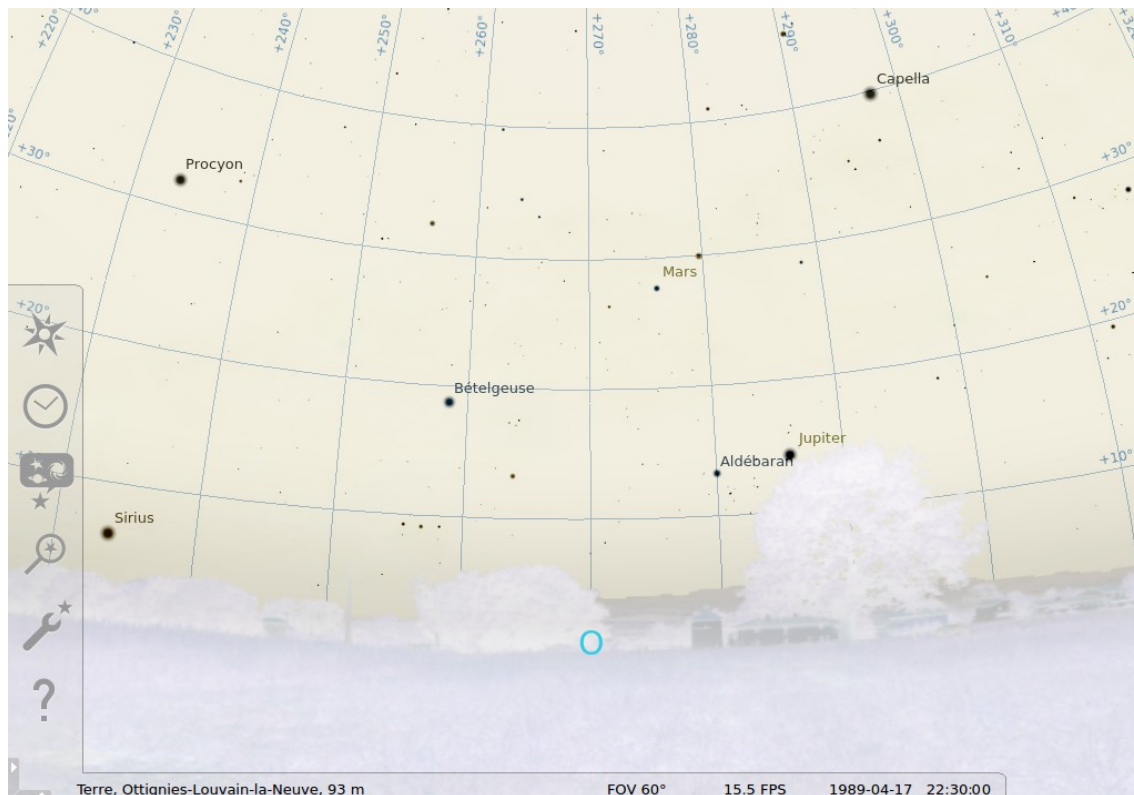 +220°
+230°
+240°
+250°
+260°
+270°
+280°
+290°
+300°
+310°
Capella
+30°
Procyon
+30°
Mars
+20°
+20°
Bételgeuse
Jupiter
Aldébaran
+10°
Sirius
O
Terre, Ottignies-Louvain-la-Neuve, 93 m FOV 60° 15.5 FPS 1989-04-17 22:30:00